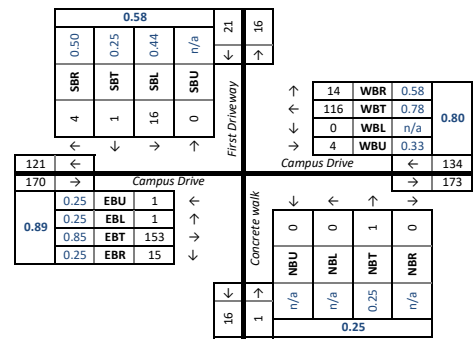 0.58
0.50 0.25 0.44 n/a
SBR SBT SBL SBU
4 1 16 0
← ↓ → ↑
21 16
↓ ↑
First Driveway
↑ 14 WBR 0.58
← 116 WBT 0.78
↓ 0 WBL n/a
→ 4 WBU 0.33
0.80
Campus Drive
121 ←
← 134
170 →
→ 173
Campus Drive
0.89
0.25 EBU 1 ←
0.25 EBL 1 ↑
0.85 EBT 153 →
0.25 EBR 15 ↓
Concrete walk
↓ ← ↑ →
0 0 1 0
NBU NBL NBT NBR
n/a n/a 0.25 n/a
0.25
↓ ↑
16 1